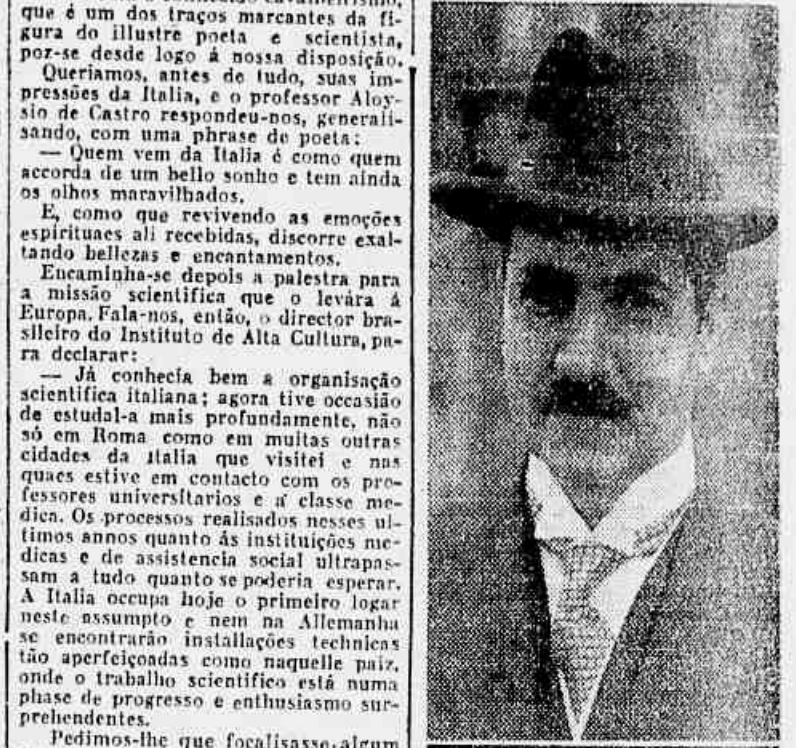 que é um dos traços marcantes da fi-
gura do illustre poeta e scientista,
por-se desde logo á nossa disposição.
Queriamos, antes de tudo, suas im-
pressões da Italia, e o professor Aloy-
sio de Castro respondeu-nos, generali-
sando, com uma phrase de poeta:
— Quem vem da Italia é como quem
accorda de um bello sonho e tem ainda
os olhos maravilhados.
E, como que revivendo as emoções
espirituaes ali recebidas, discorre exal-
tando bellezas e encantamentos.
Encaminha-se depois a palestra para
a missão scientifica que o levára á
Europa. Fala-nos, então, o director bra-
sileiro do Instituto de Alta Cultura, pa-
ra declarar:
— Já conhecia bem a organisação
scientifica italiana; agora tive occasião
de estudal-a mais profundamente, não
só em Roma como em muitas outras
cidades da Italia que visitei e nas
quaes estive em contacto com os pro-
fessores universitarios e a classe me-
dica. Os processos realisados nesses ul-
timos annos quanto ás instituições me-
dicas e de assistencia social ultrapas-
sam a tudo quanto se poderia esperar.
A Italia occupa hoje o primeiro logar
neste assumpto e nem na Allemanha
se encontrarão installações technicas
tão aperfeiçoadas como naquelle paiz,
onde o trabalho scientifico está numa
phase de progresso e enthusiasmo sur-
prehendentes.
Pedimos-lhe que focalisasse, algum